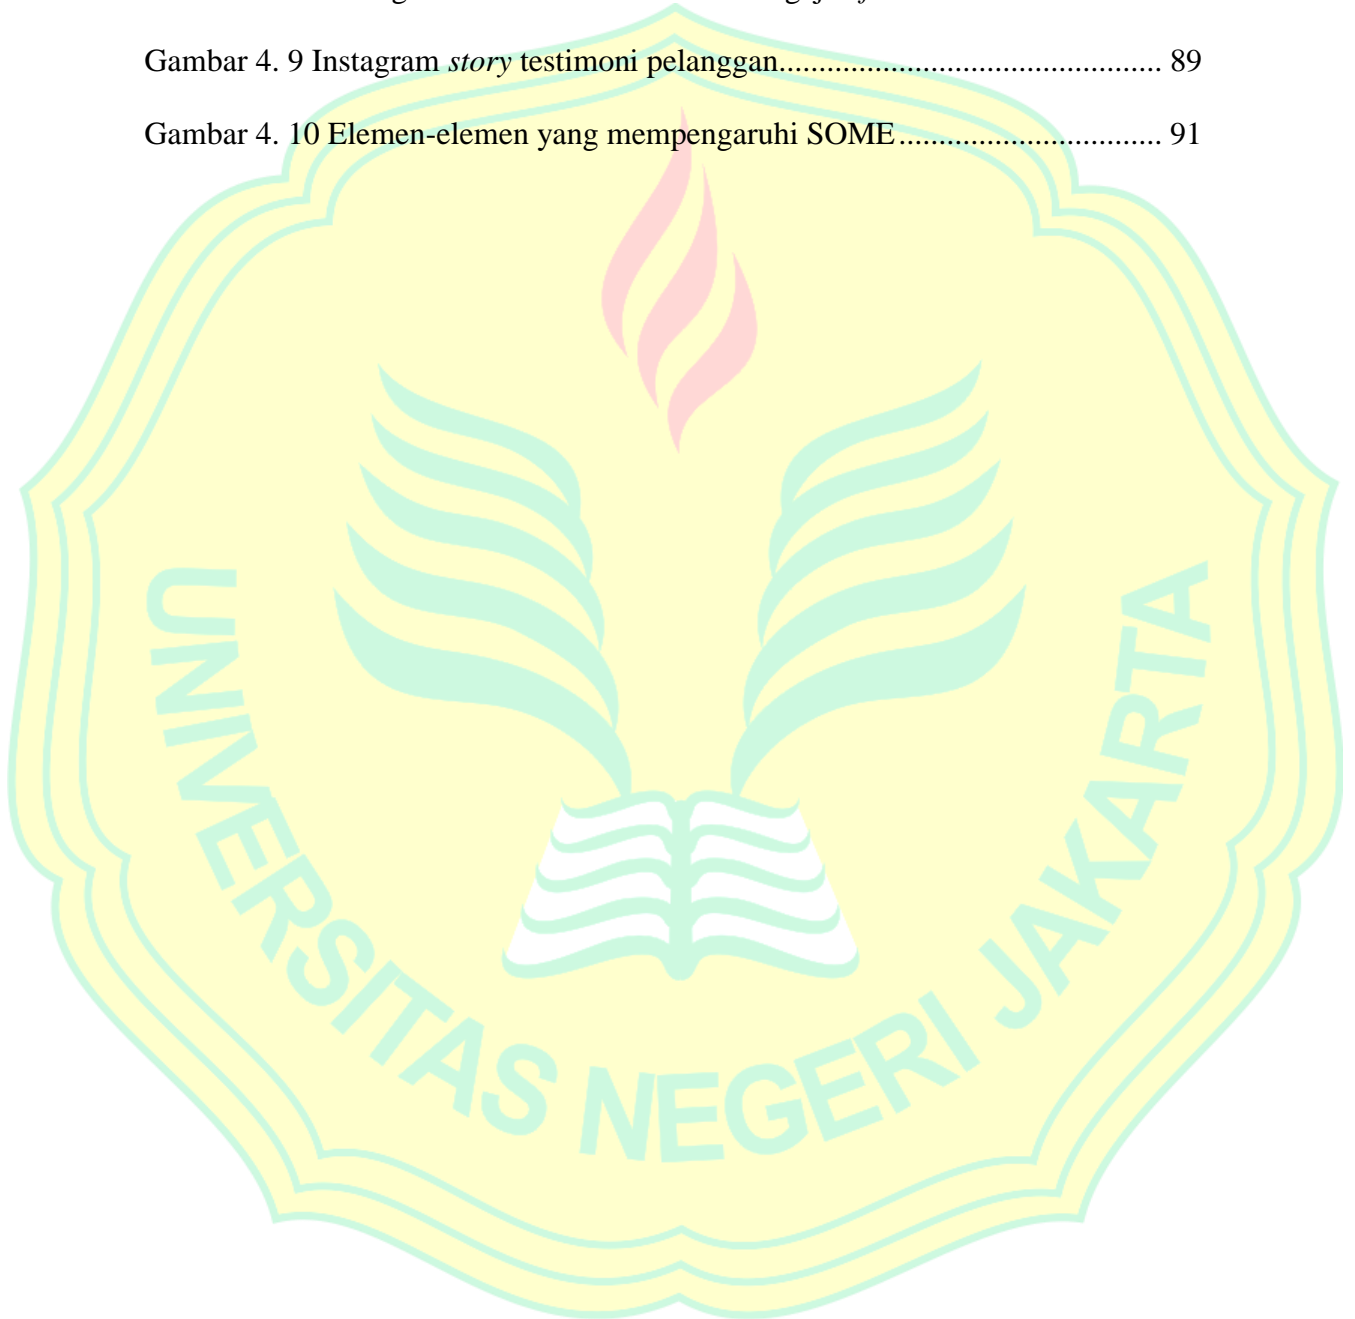 Gambar 4. 9 Instagram story testimoni pelanggan............................................... 89
Gambar 4. 10 Elemen-elemen yang mempengaruhi SOME................................ 91
UNIVERSITAS NEGERI JAKARTA